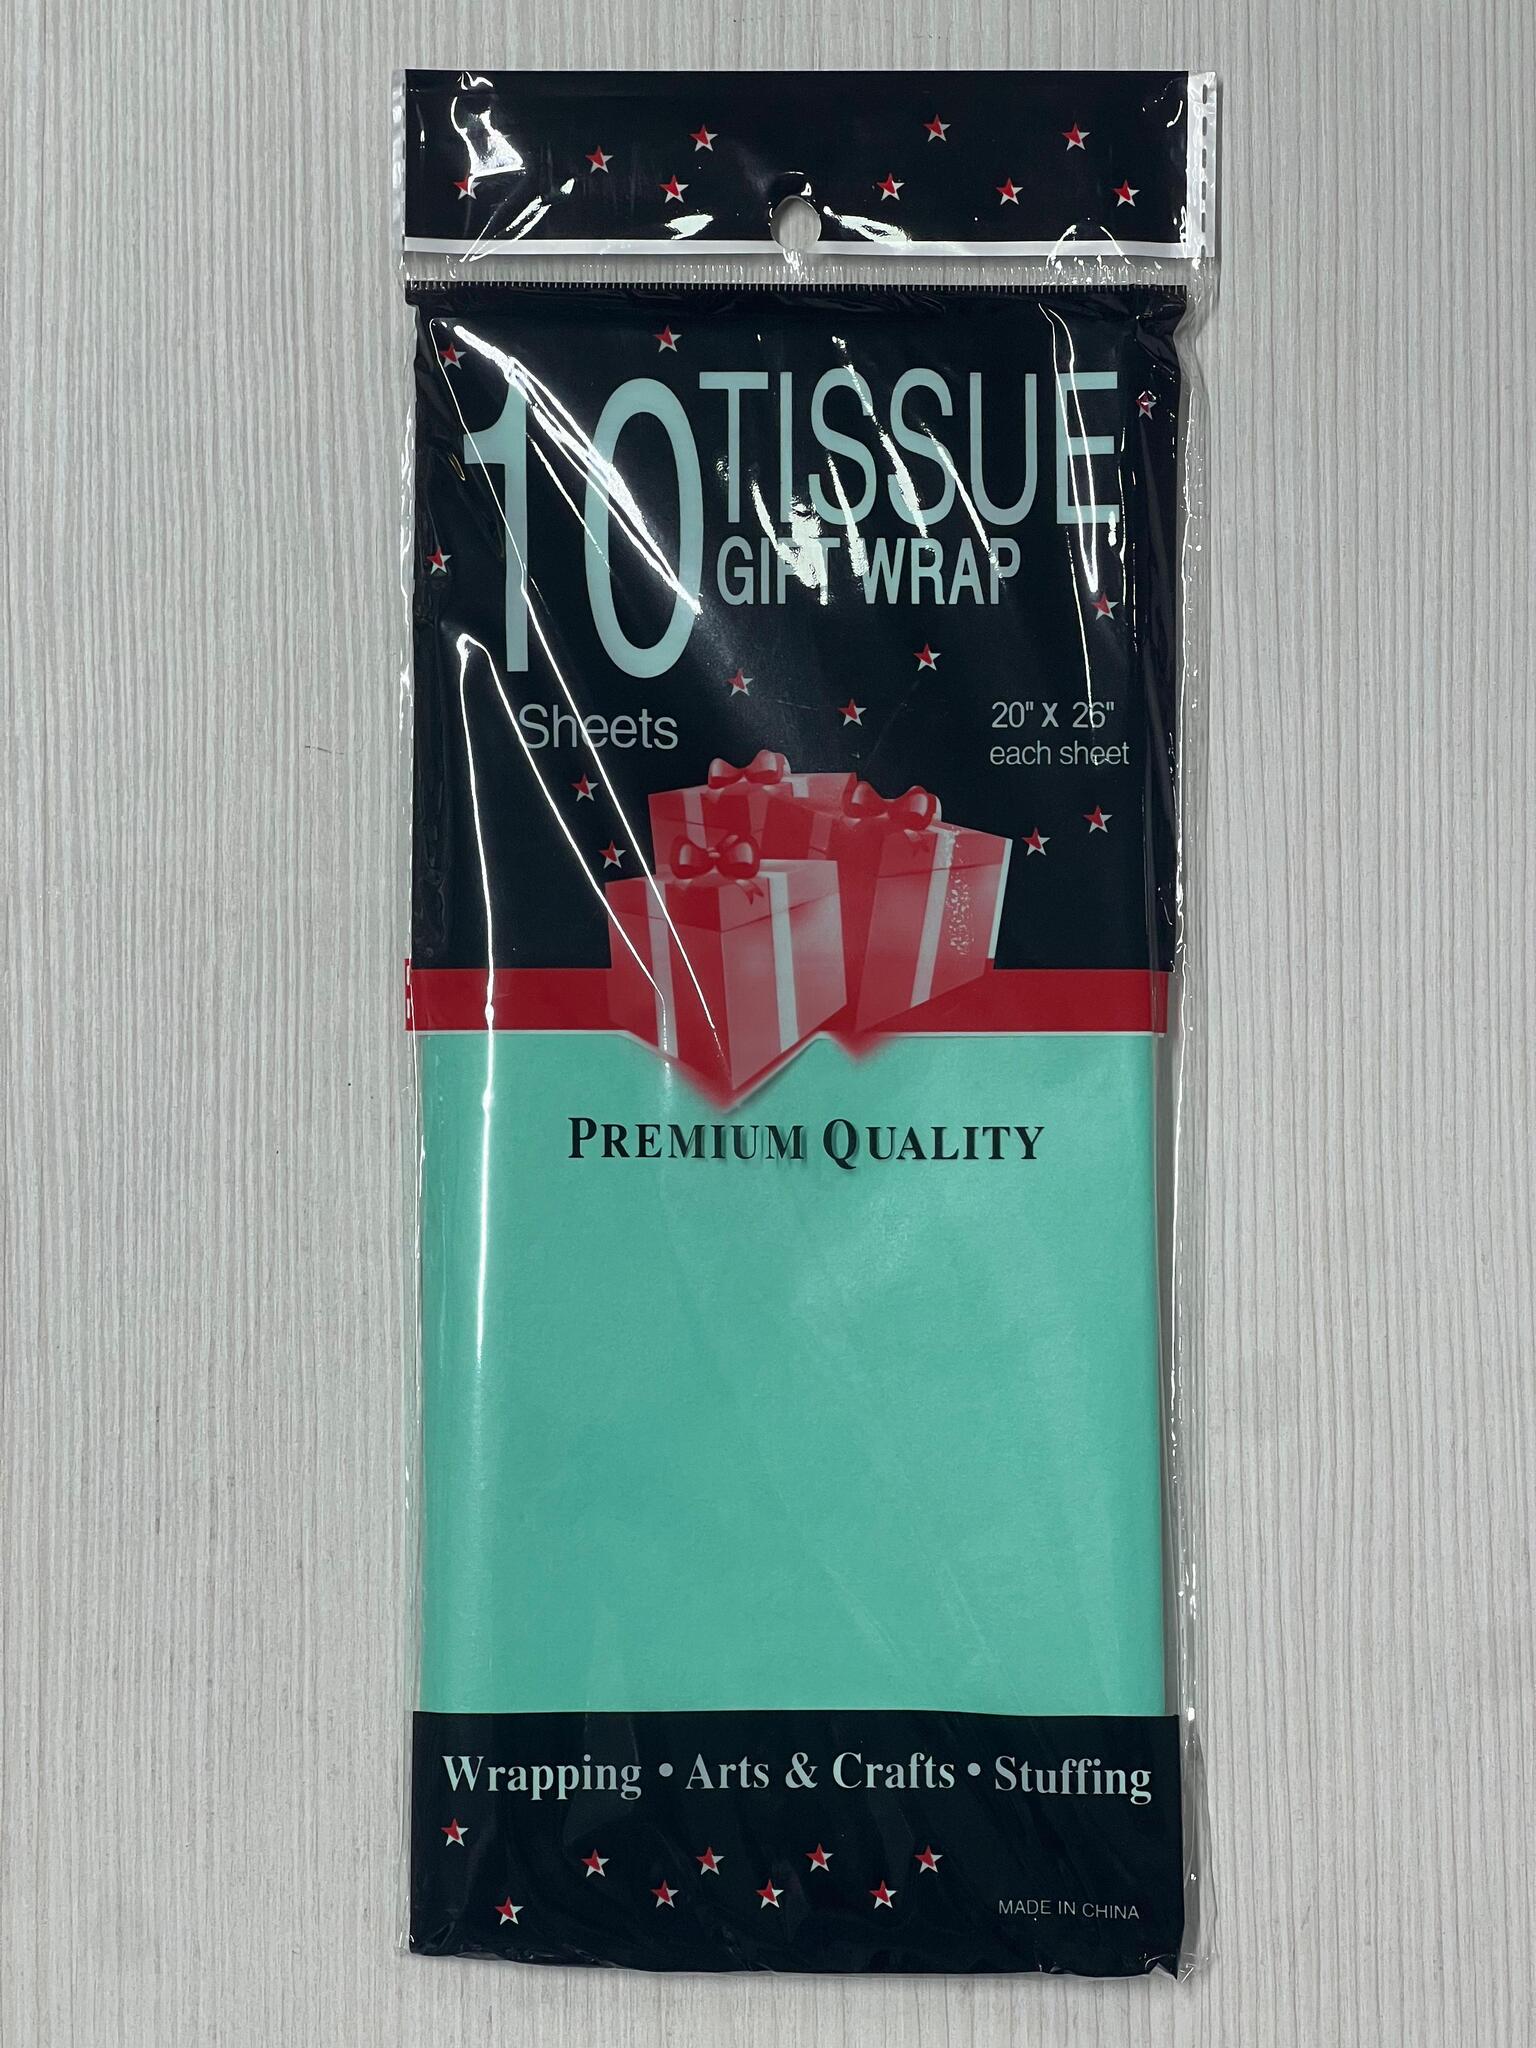 10 TISSUE
GIFT WRAP
Sheets
20" X 26"
each sheet
PREMIUM QUALITY
Wrapping • Arts & Crafts • Stuffing
MADE IN CHINA